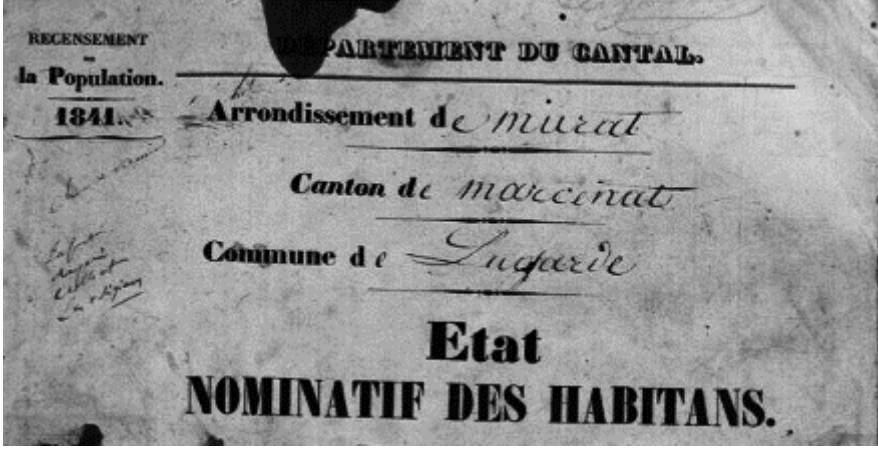 RECENSEMENT
DE
la Population.
1841.
DÉPARTEMENT DU CANTAL.
Arrondissement de murat
Canton de marcenat
Commune de Lugarde
Etat
NOMINATIF DES HABITANS.